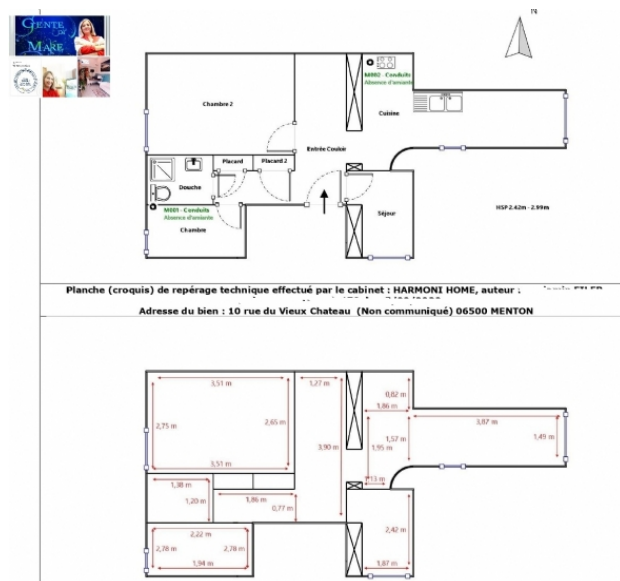 GENTE
DI
MARE
M002 - Conduits
Absence d'amiante
Chambre 2
Cuisine
Entrée Couloir
Placard
Placard 2
Douche
M001 - Conduits
Absence d'amiante
Chambre
Séjour
HSP 2.62m - 2.99m
Planche (croquis) de repérage technique effectué par le cabinet : HARMONI HOME, auteur :
Adresse du bien : 10 rue du Vieux Chateau (Non communiqué) 06500 MENTON
3,51 m
1,27 m
0,82 m
1,86 m
3,87 m
2,75 m
2,65 m
3,90 m
1,57 m
1,95 m
1,49 m
3,51 m
1,13 m
1,38 m
1,20 m
1,86 m
0,77 m
2,22 m
2,78 m
2,78 m
1,94 m
2,42 m
1,87 m